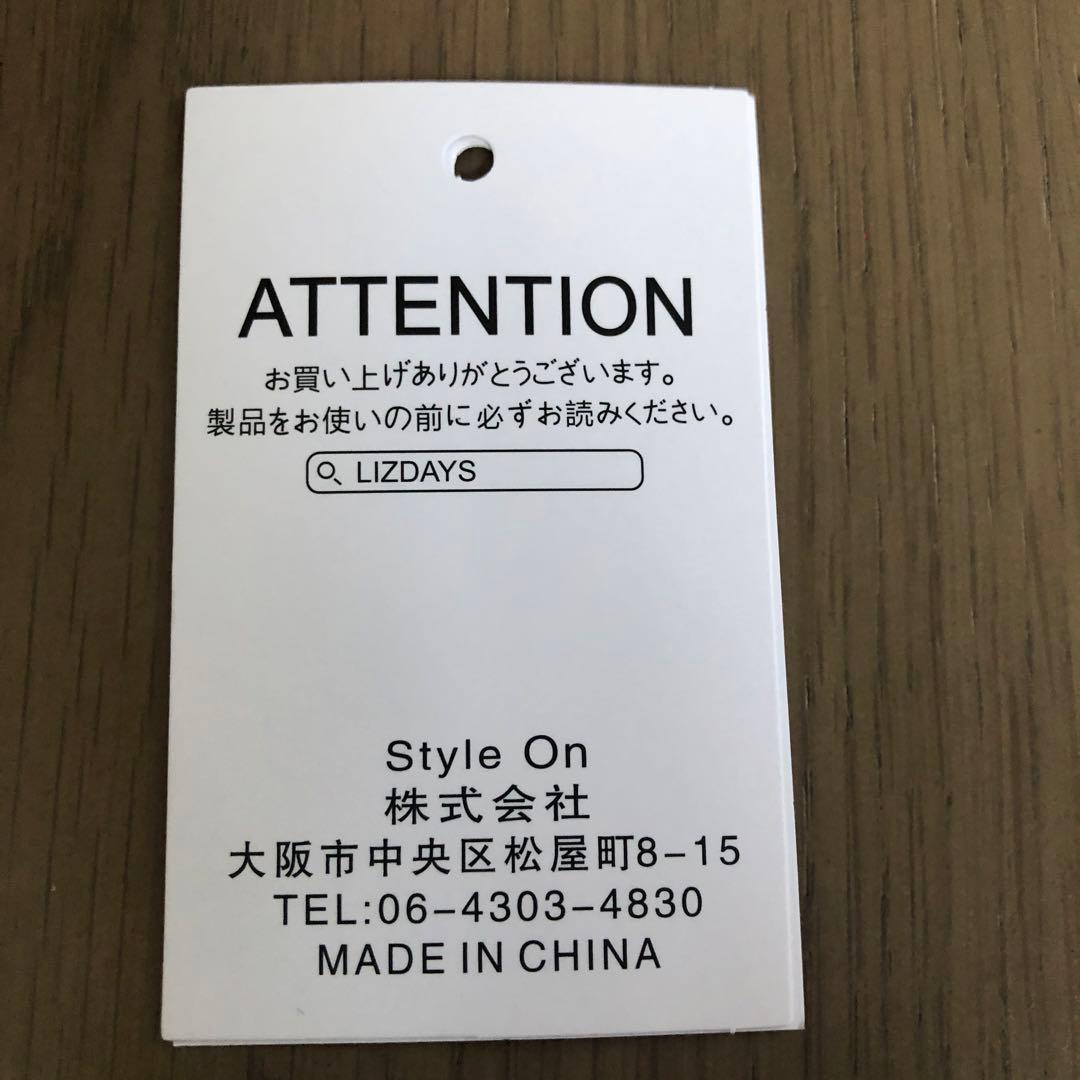 ATTENTION
お買い上げありがとうございます。
製品をお使いの前に必ずお読みください。
LIZDAYS
Style On
株式会社
大阪市中央区松屋町8-15
TEL:06-4303-4830
MADE IN CHINA